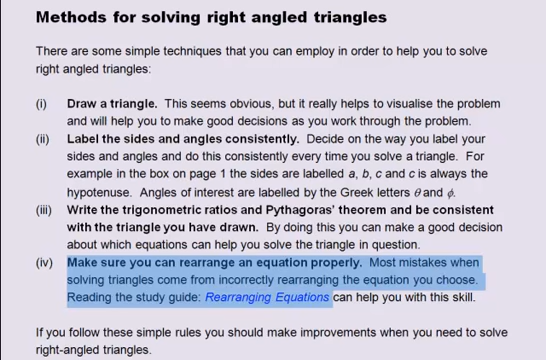 Methods for solving right angled triangles
There are some simple techniques that you can employ in order to help you to solve
right angled triangles:
(i) Draw a triangle. This seems obvious, but it really helps to visualise the problem
and will help you to make good decisions as you work through the problem.
(ii) Label the sides and angles consistently. Decide on the way you label your
sides and angles and do this consistently every time you solve a triangle. For
example in the box on page 1 the sides are labelled a, b, c and c is always the
hypotenuse. Angles of interest are labelled by the Greek letters θ and ϕ.
(iii) Write the trigonometric ratios and Pythagoras' theorem and be consistent
with the triangle you have drawn. By doing this you can make a good decision
about which equations can help you solve the triangle in question.
(iv) Make sure you can rearrange an equation properly. Most mistakes when
solving triangles come from incorrectly rearranging the equation you choose.
Reading the study guide: Rearranging Equations can help you with this skill.
If you follow these simple rules you should make improvements when you need to solve
right-angled triangles.